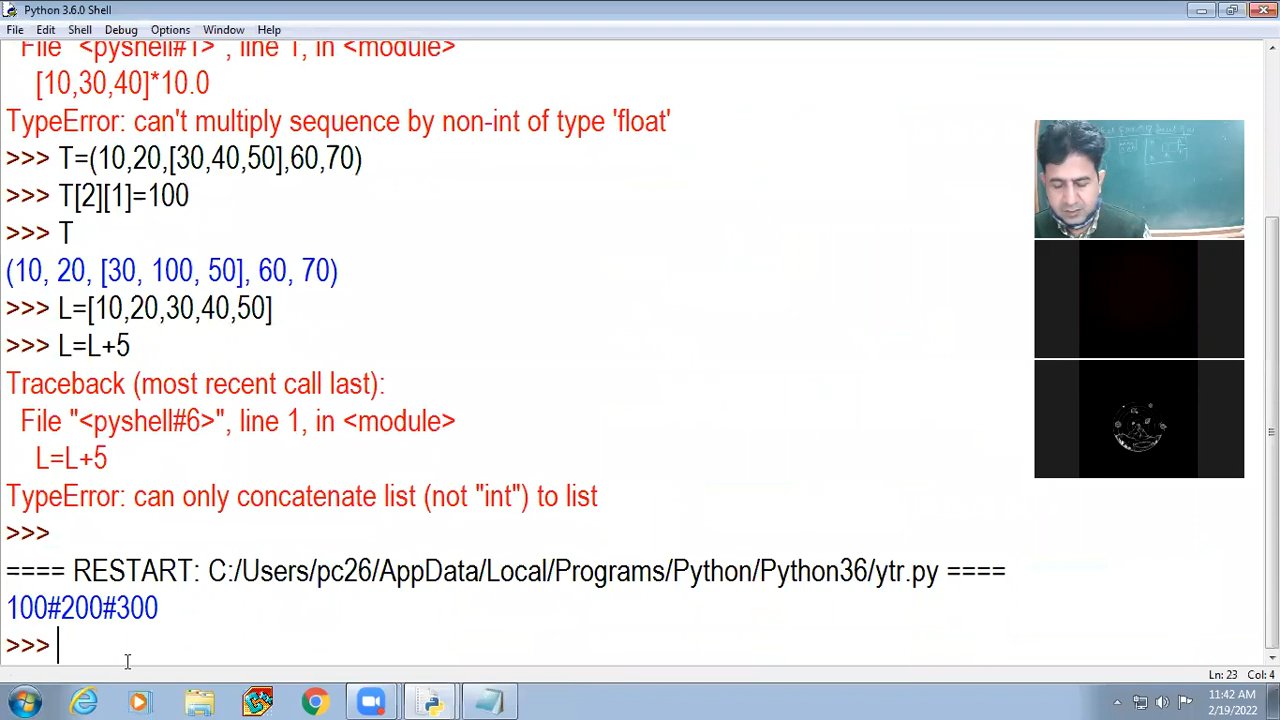 Python 3.6.0 Shell
File Edit Shell Debug Options Window Help
File "<pyshell#1>", line 1, in <module>
[10,30,40]*10.0
TypeError: can't multiply sequence by non-int of type 'float'
>>> T=(10,20,[30,40,50],60,70)
>>> T[2][1]=100
>>> T
(10, 20, [30, 100, 50], 60, 70)
>>> L=[10,20,30,40,50]
>>> L=L+5
Traceback (most recent call last):
File "<pyshell#6>", line 1, in <module>
L=L+5
TypeError: can only concatenate list (not "int") to list
>>>
==== RESTART: C:/Users/pc26/AppData/Local/Programs/Python/Python36/ytr.py ====
100#200#300
>>>
Ln: 23 Col: 4
11:42 AM
2/19/2022